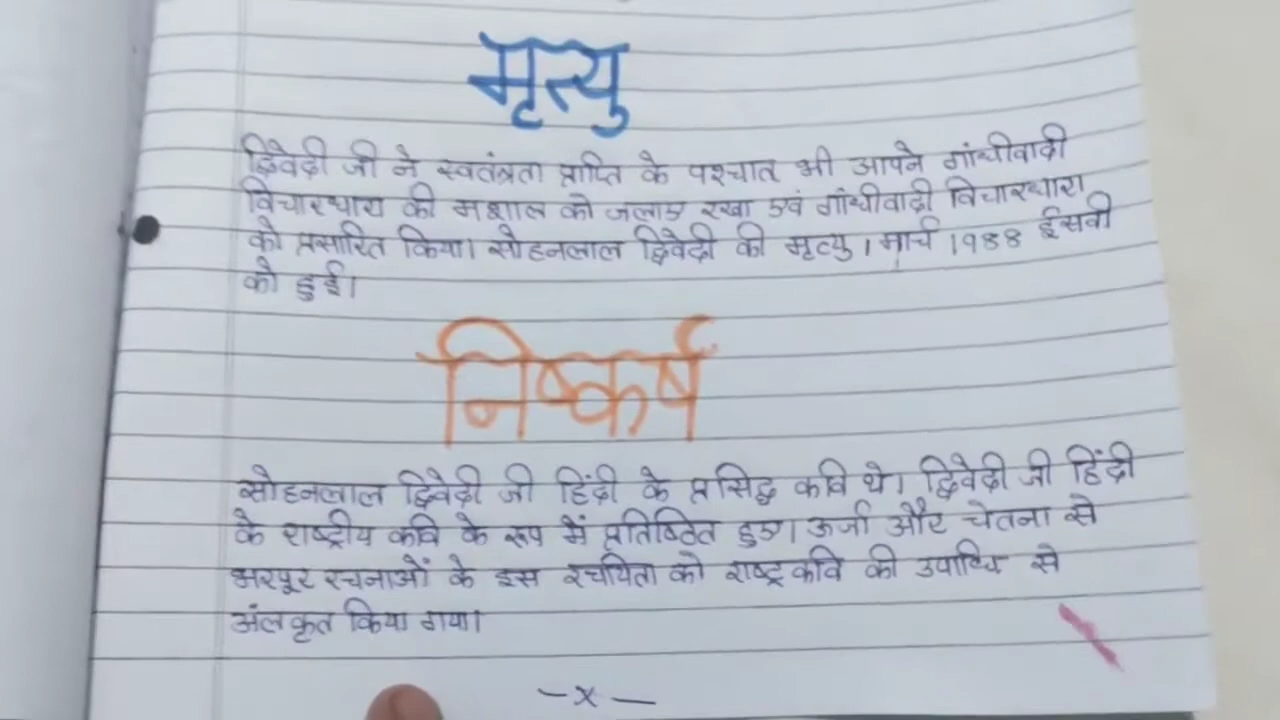 मृत्यु
द्विवेदी जी ने स्वतंत्रता प्राप्ति के पश्चात भी आपने गांधीवादी
विचारधारा की मशाल को जलाए रखा एवं गांधीवादी विचारधारा
को प्रसारित किया। सोहनलाल द्विवेदी की मृत्यु 1 मार्च 1988 ईसवी
को हुई।
निष्कर्ष
सोहनलाल द्विवेदी जी हिंदी के प्रसिद्ध कवि थे। द्विवेदी जी हिंदी
के राष्ट्रीय कवि के रूप में प्रतिष्ठित हुए। ऊर्जा और चेतना से
भरपूर रचनाओं के इस रचयिता को राष्ट्रकवि की उपाधि से
अंलकृत किया गया।
-x-